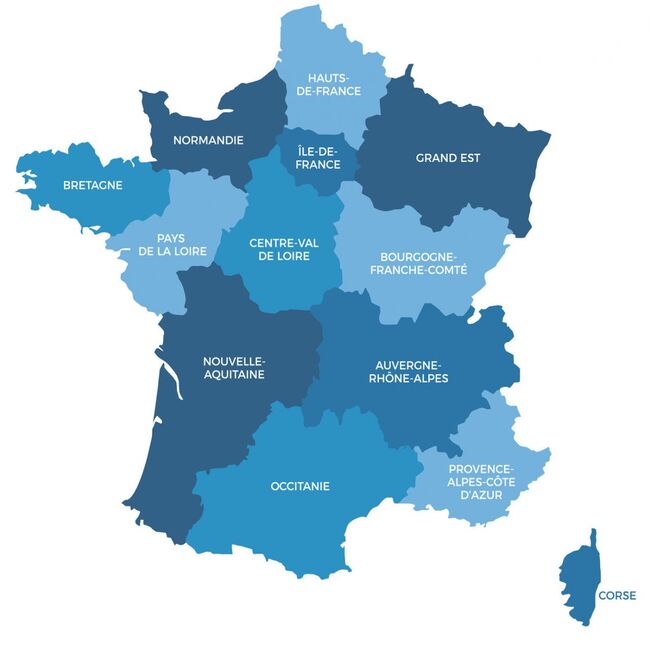 HAUTS-
DE-FRANCE
NORMANDIE
ÎLE-DE-
FRANCE
GRAND EST
BRETAGNE
PAYS
DE LA LOIRE
CENTRE-VAL
DE LOIRE
BOURGOGNE-
FRANCHE-COMTÉ
NOUVELLE-
AQUITAINE
AUVERGNE-
RHÔNE-ALPES
OCCITANIE
PROVENCE-
ALPES-CÔTE
D'AZUR
CORSE